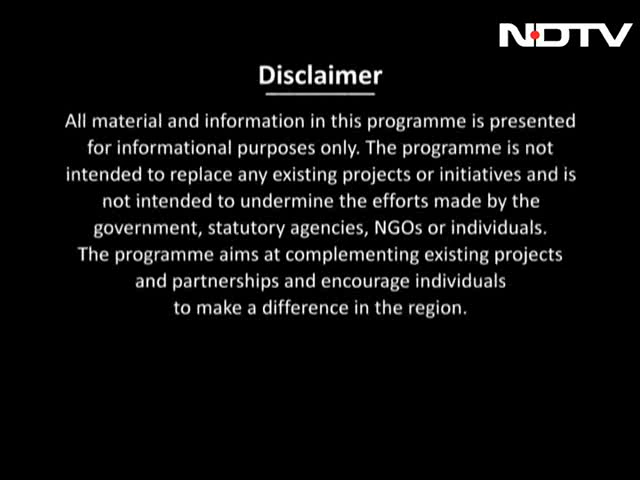 NDTV
Disclaimer
All material and information in this programme is presented
for informational purposes only. The programme is not
intended to replace any existing projects or initiatives and is
not intended to undermine the efforts made by the
government, statutory agencies, NGOs or individuals.
The programme aims at complementing existing projects
and partnerships and encourage individuals
to make a difference in the region.